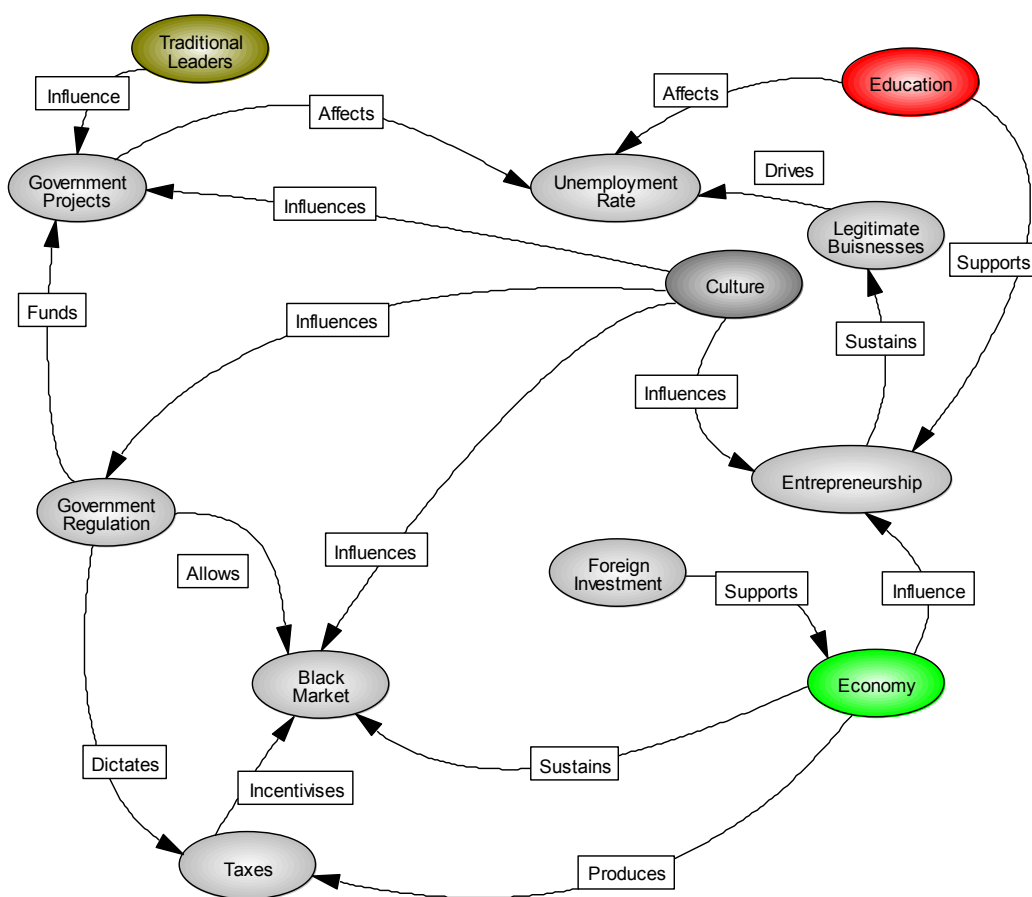 Traditional
Leaders
Influence
Affects
Affects
Education
Government
Projects
Unemployment
Rate
Drives
Influences
Legitimate
Buisnesses
Supports
Culture
Funds
Influences
Sustains
Influences
Entrepreneurship
Government
Regulation
Influences
Foreign
Investment
Allows
Supports
Influence
Black
Market
Economy
Dictates
Sustains
Incentivises
Taxes
Produces